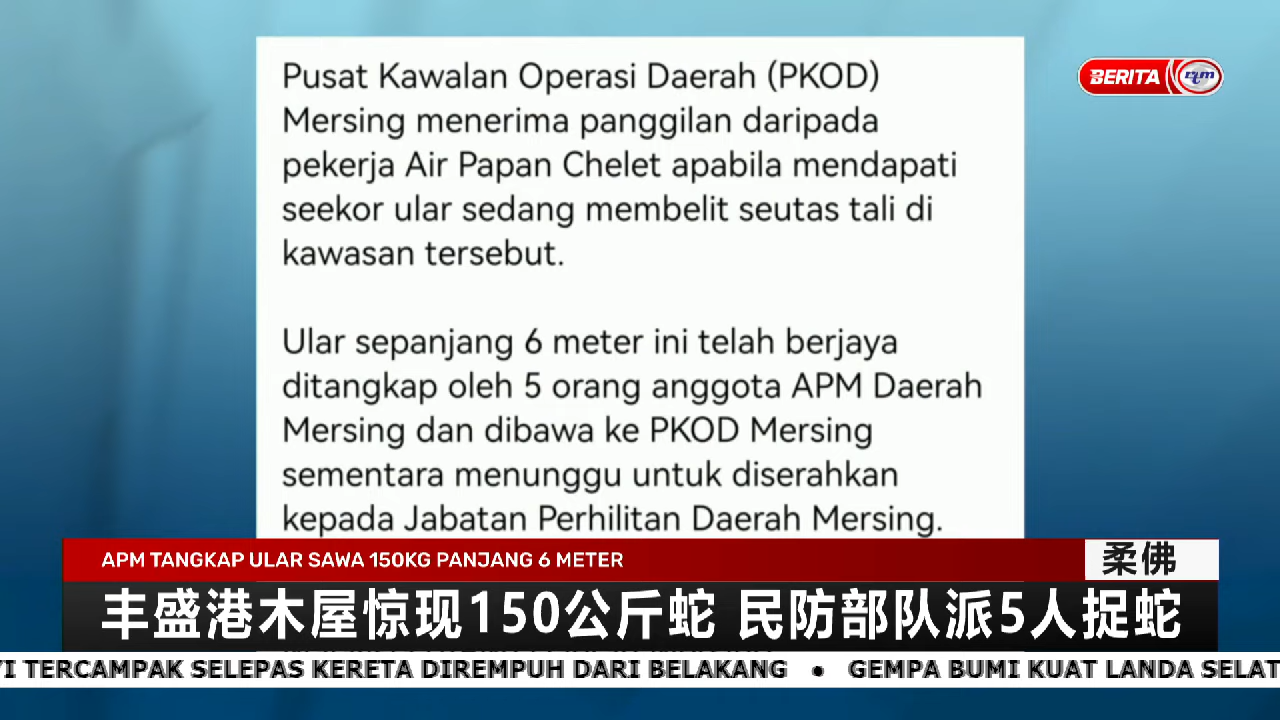 Pusat Kawalan Operasi Daerah (PKOD)
Mersing menerima panggilan daripada
pekerja Air Papan Chelet apabila mendapati
seekor ular sedang membelit seutas tali di
kawasan tersebut.
Ular sepanjang 6 meter ini telah berjaya
ditangkap oleh 5 orang anggota APM Daerah
Mersing dan dibawa ke PKOD Mersing
sementara menunggu untuk diserahkan
kepada Jabatan Perhilitan Daerah Mersing.
BERITA rtm
APM TANGKAP ULAR SAWA 150KG PANJANG 6 METER
柔佛
丰盛港木屋惊现150公斤蛇 民防部队派5人捉蛇
YI TERCAMPAK SELEPAS KERETA DIREMPUH DARI BELAKANG • GEMPA BUMI KUAT LANDA SELAT